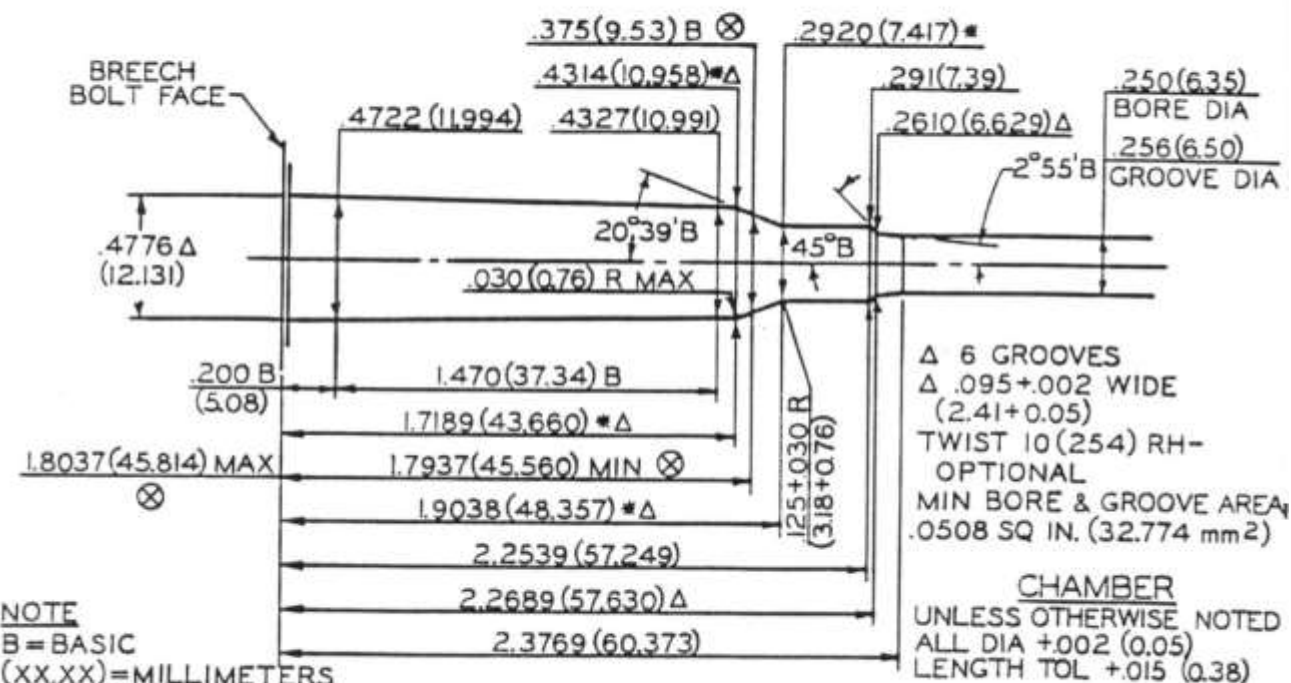 .375(9.53) B ⊗
.2920(7.417)*
BREECH
BOLT FACE
.4314(10.958)*Δ
.291(7.39)
.250(6.35)
BORE DIA
.4722(11.994)
.4327(10.991)
.2610(6.629)Δ
.256(6.50)
GROOVE DIA
2°55'B
.4776 Δ
(12.131)
20°39'B
45°B
.030(0.76) R MAX
.200 B
(5.08)
1.470(37.34) B
1.7189(43.660)*Δ
1.8037(45.814) MAX
⊗
1.7937(45.560) MIN ⊗
1.9038(48.357)*Δ
.125+.030 R
(3.18+0.76)
2.2539(57.249)
2.2689(57.630)Δ
2.3769(60.373)
Δ 6 GROOVES
Δ .095+.002 WIDE
(2.41+0.05)
TWIST 10(254) RH-
OPTIONAL
MIN BORE & GROOVE AREA
.0508 SQ IN. (32.774 mm2)
NOTE
B=BASIC
(XX.XX)=MILLIMETERS
CHAMBER
UNLESS OTHERWISE NOTED
ALL DIA +.002 (0.05)
LENGTH TOL +.015 (0.38)